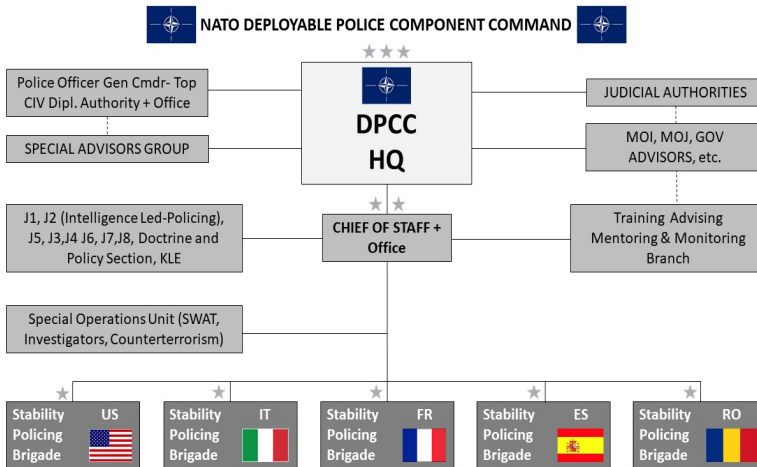 NATO DEPLOYABLE POLICE COMPONENT COMMAND
Police Officer Gen Cmdr- Top
CIV Dipl. Authority + Office
SPECIAL ADVISORS GROUP
DPCC
HQ
JUDICIAL AUTHORITIES
MOI, MOJ, GOV
ADVISORS, etc.
J1, J2 (Intelligence Led-Policing),
J5, J3,J4 J6, J7,J8, Doctrine and
Policy Section, KLE
CHIEF OF STAFF +
Office
Training Advising
Mentoring & Monitoring
Branch
Special Operations Unit (SWAT,
Investigators, Counterterrorism)
Stability US
Policing
Brigade
Stability IT
Policing
Brigade
Stability FR
Policing
Brigade
Stability ES
Policing
Brigade
Stability RO
Policing
Brigade